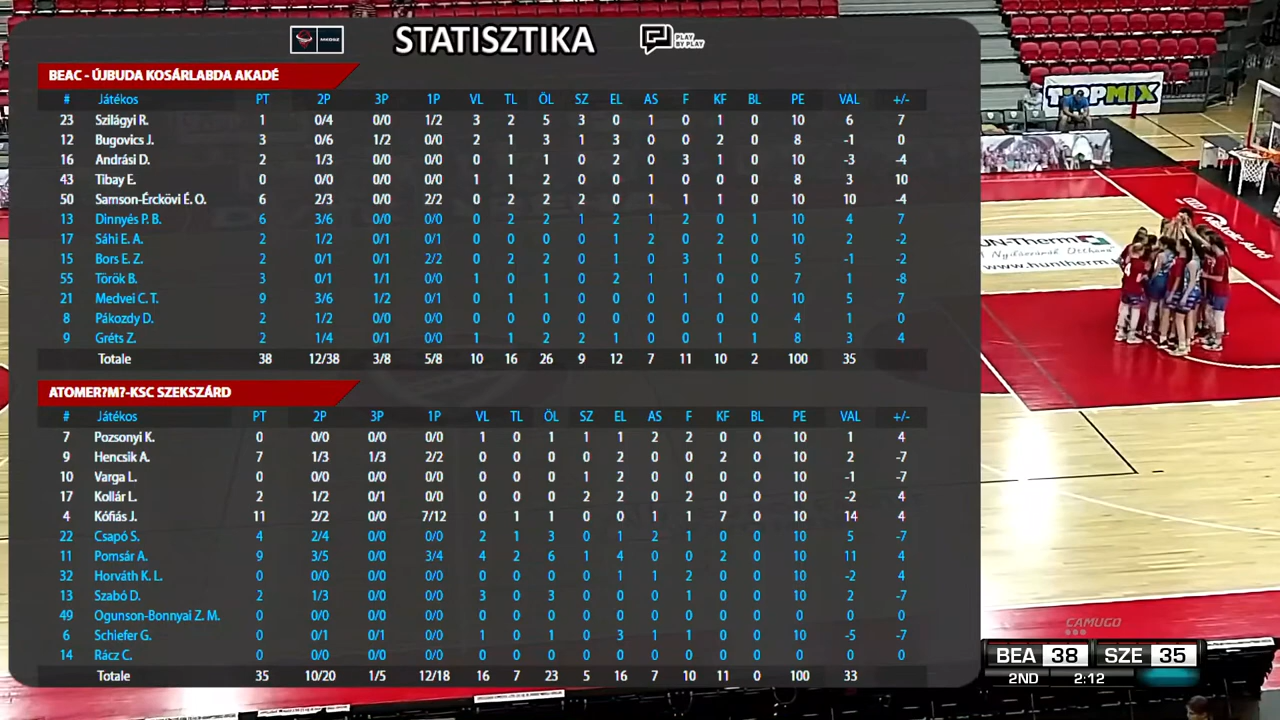 MKOSZ
STATISZTIKA
PLAY
BY PLAY
BEAC - ÚJBUDA KOSÁRLABDA AKADÉ
# Játékos PT 2P 3P 1P VL TL ÖL SZ EL AS F KF BL PE VAL +/-
23 Szilágyi R. 1 0/4 0/0 1/2 3 2 5 3 0 1 0 1 0 10 6 7
12 Bugovics J. 3 0/6 1/2 0/0 2 1 3 1 3 0 0 2 0 8 -1 0
16 Andrási D. 2 1/3 0/0 0/0 0 1 1 0 2 0 3 1 0 10 -3 -4
43 Tibay E. 0 0/0 0/0 0/0 1 1 2 0 0 1 0 0 0 8 3 10
50 Samson-Érckövi É. O. 6 2/3 0/0 2/2 0 2 2 2 0 1 1 1 0 10 10 -4
13 Dinnyés P. B. 6 3/6 0/0 0/0 0 2 2 1 2 1 2 0 1 10 4 7
17 Sáhi E. A. 2 1/2 0/1 0/1 0 0 0 0 1 2 0 2 0 10 2 -2
15 Bors E. Z. 2 0/1 0/1 2/2 0 2 2 0 1 0 3 1 0 5 -1 -2
55 Török B. 3 0/1 1/1 0/0 1 0 1 0 2 1 1 0 0 7 1 -8
21 Medvei C. T. 9 3/6 1/2 0/1 0 1 1 0 0 0 1 1 0 10 5 7
8 Pákozdy D. 2 1/2 0/0 0/0 0 0 0 0 0 0 0 0 0 4 1 0
9 Gréts Z. 2 1/4 0/1 0/0 1 1 2 2 1 0 0 1 1 8 3 4
Totale 38 12/38 3/8 5/8 10 16 26 9 12 7 11 10 2 100 35
ATOMER?M?-KSC SZEKSZÁRD
# Játékos PT 2P 3P 1P VL TL ÖL SZ EL AS F KF BL PE VAL +/-
7 Pozsonyi K. 0 0/0 0/0 0/0 1 0 1 1 1 2 2 0 0 10 1 4
9 Hencsik A. 7 1/3 1/3 2/2 0 0 0 0 2 0 0 2 0 10 2 -7
10 Varga L. 0 0/0 0/0 0/0 0 0 0 1 2 0 0 0 0 10 -1 -7
17 Kollár L. 2 1/2 0/1 0/0 0 0 0 2 2 0 2 0 0 10 -2 4
4 Kófiás J. 11 2/2 0/0 7/12 0 1 1 0 0 1 1 7 0 10 14 4
22 Csapó S. 4 2/4 0/0 0/0 2 1 3 0 1 2 1 0 0 10 5 -7
11 Pomsár A. 9 3/5 0/0 3/4 4 2 6 1 4 0 0 2 0 10 11 4
32 Horváth K. L. 0 0/0 0/0 0/0 0 0 0 0 1 1 2 0 0 10 -2 4
13 Szabó D. 2 1/3 0/0 0/0 3 0 3 0 0 0 1 0 0 10 2 -7
49 Ogunson-Bonnyai Z. M. 0 0/0 0/0 0/0 0 0 0 0 0 0 0 0 0 0 0 0
6 Schiefer G. 0 0/1 0/1 0/0 1 0 1 0 3 1 1 0 0 10 -5 -7
14 Rácz C. 0 0/0 0/0 0/0 0 0 0 0 0 0 0 0 0 0 0 0
Totale 35 10/20 1/5 12/18 16 7 23 5 16 7 10 11 0 100 33
TIPPMIX
HUN-Therm
a Nyílászárók Otthona
www.huntherm
CAMUGO
BEA 38 SZE 35
2ND 2:12